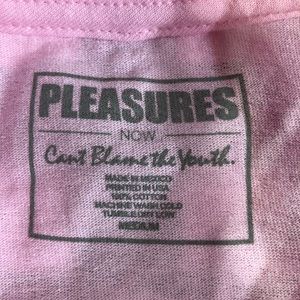 PLEASURES
NOW
Cant Blame the Youth.
MADE IN MEXICO
PRINTED IN USA
100% COTTON
MACHINE WASH COLD
TUMBLE DRY LOW
MEDIUM